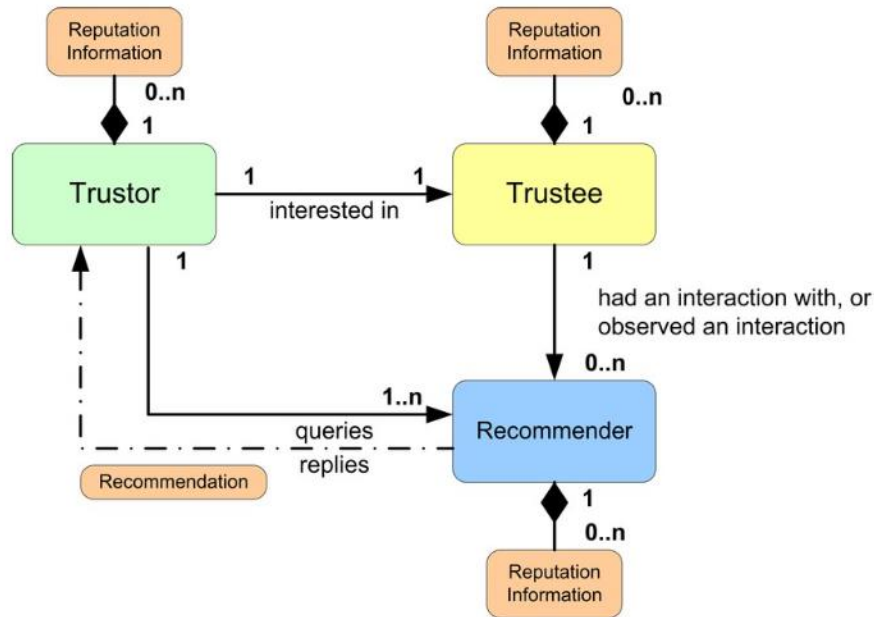 Reputation
Information
Reputation
Information
0..n
0..n
1
1
Trustor
1
1
Trustee
interested in
1
1
had an interaction with, or
observed an interaction
0..n
1..n
Recommender
queries
replies
Recommendation
1
0..n
Reputation
Information